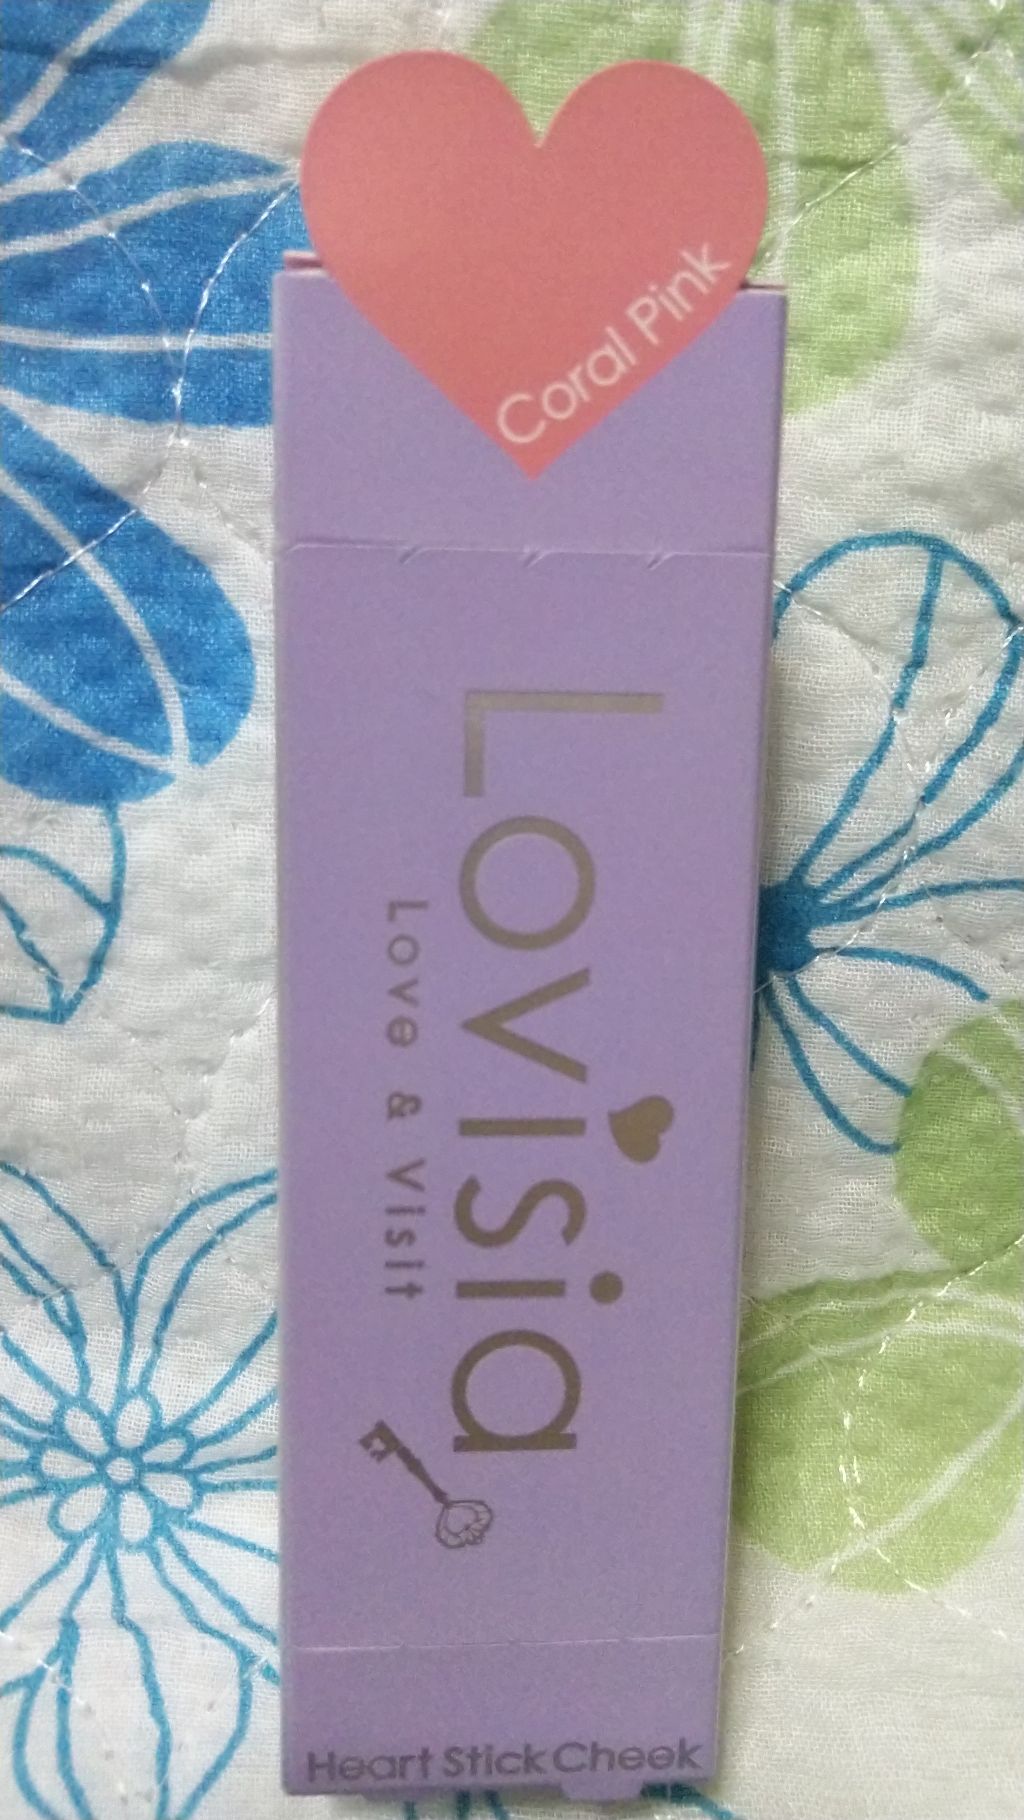 Coral Pink
Lovisia
Love & Visit
Heart Stick Cheek